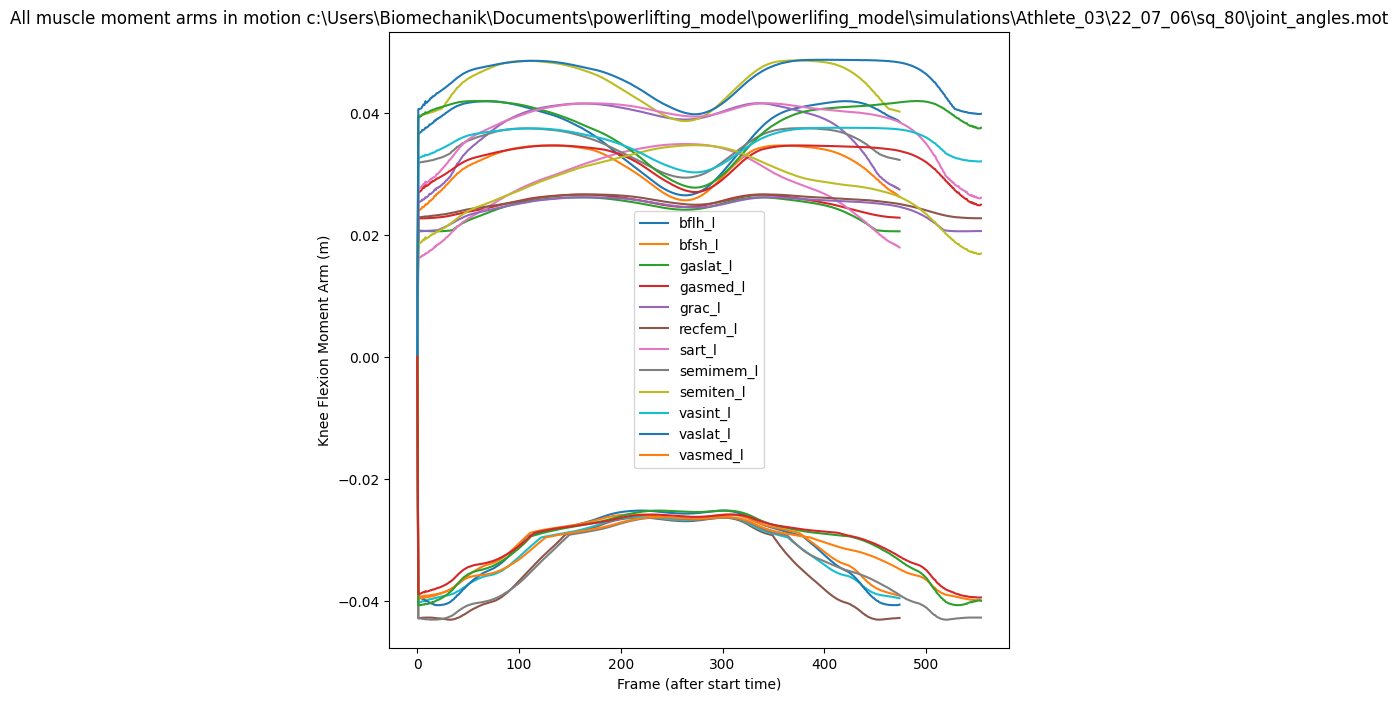 All muscle moment arms in motion c:\Users\Biomechanik\Documents\powerlifting_model\powerlifing_model\simulations\Athlete_03\22_07_06\sq_80\joint_angles.mot
Knee Flexion Moment Arm (m)
0.04
0.02
0.00
−0.02
−0.04
bflh_l
bfsh_l
gaslat_l
gasmed_l
grac_l
recfem_l
sart_l
semimem_l
semiten_l
vasint_l
vaslat_l
vasmed_l
0 100 200 300 400 500
Frame (after start time)